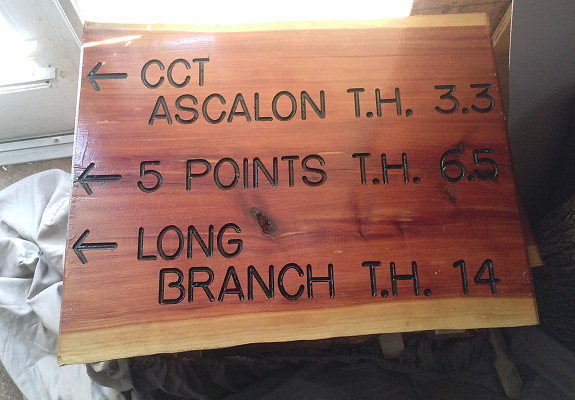 ← CCT
ASCALON T.H. 3.3
← 5 POINTS T.H. 6.5
← LONG
BRANCH T.H. 14